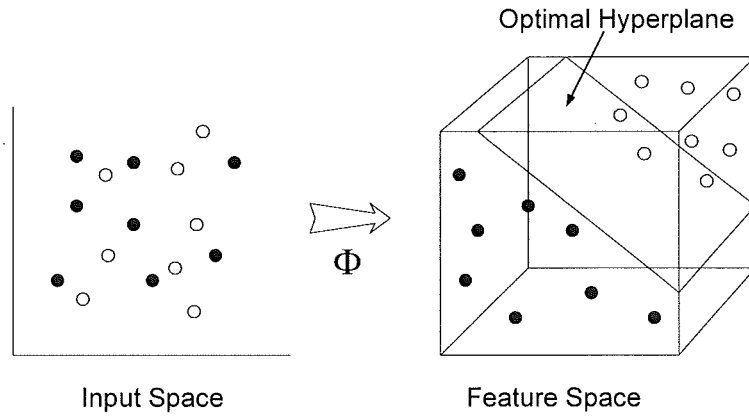 Optimal Hyperplane
Φ
Input Space
Feature Space